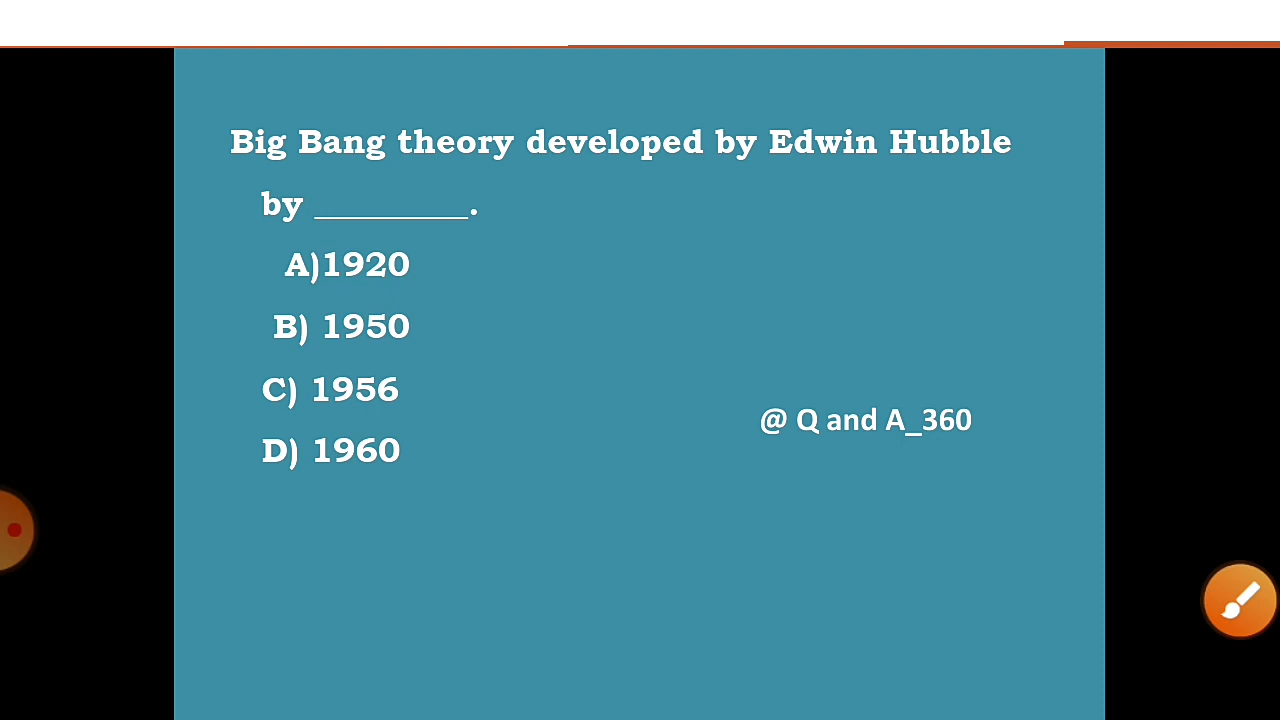 Big Bang theory developed by Edwin Hubble
by _________.
A)1920
B) 1950
C) 1956
D) 1960
@ Q and A_360